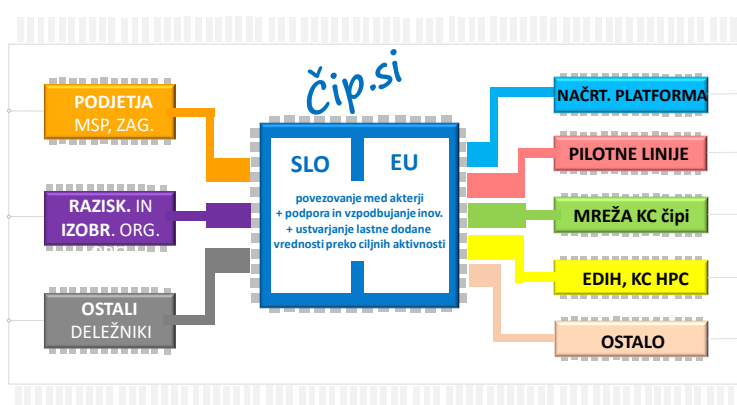 Čip.si
PODJETJA
MSP, ZAG.
RAZISK. IN
IZOBR. ORG.
OSTALI
DELEŽNIKI
SLO
EU
povezovanje med akterji
+ podpora in vzpodbujanje inov.
+ ustvarjanje lastne dodane
vrednosti preko ciljnih aktivnosti
NAČRT. PLATFORMA
PILOTNE LINIJE
MREŽA KC čipi
EDIH, KC HPC
OSTALO